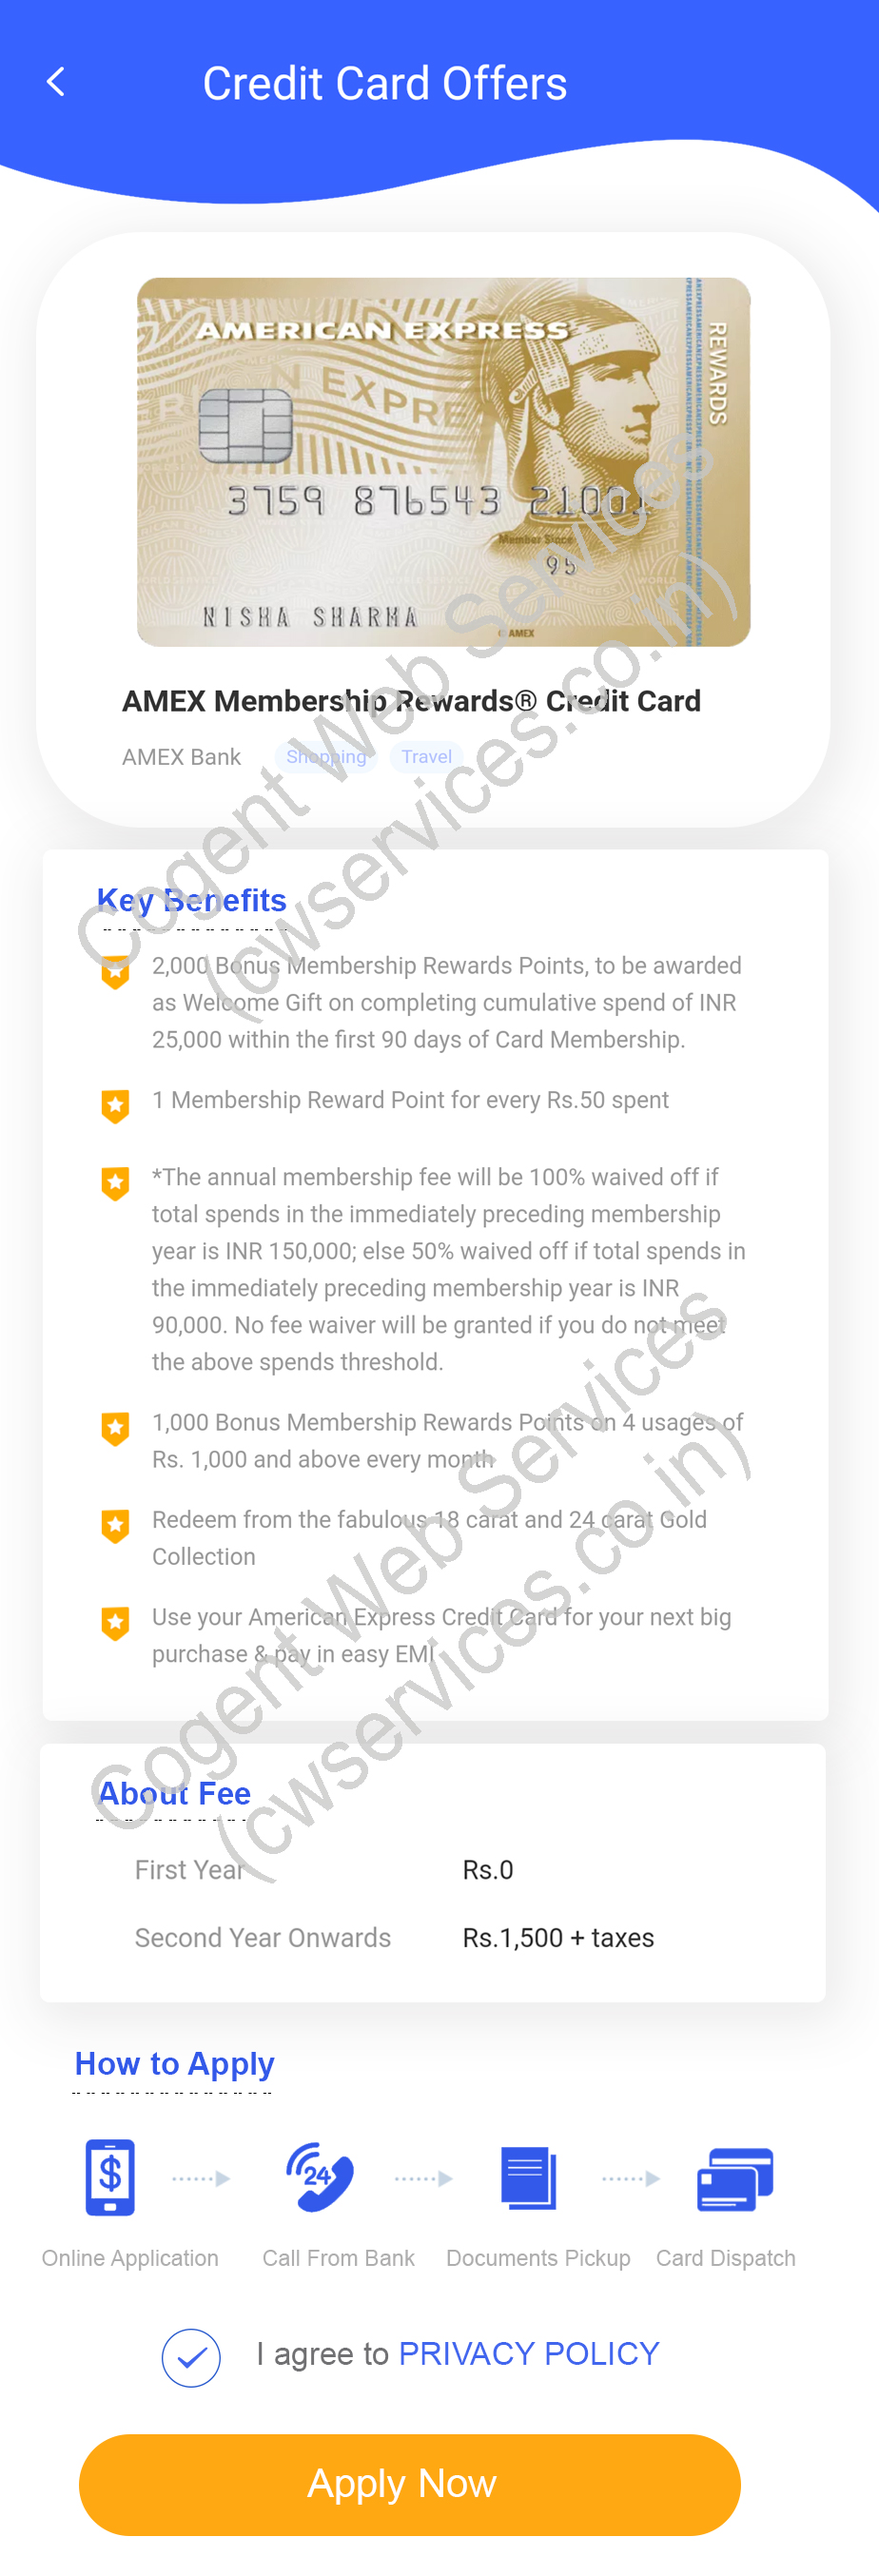 Credit Card Offers
AMERICAN EXPRESS
REWARDS
3759 876543 21001
Member Since
95
NISHA SHARMA
© AMEX
AMEX Membership Rewards® Credit Card
AMEX Bank Shopping Travel
Cogent Web Services
(cwservices.co.in)
Key Benefits
2,000 Bonus Membership Rewards Points, to be awarded
as Welcome Gift on completing cumulative spend of INR
25,000 within the first 90 days of Card Membership.
1 Membership Reward Point for every Rs.50 spent
*The annual membership fee will be 100% waived off if
total spends in the immediately preceding membership
year is INR 150,000; else 50% waived off if total spends in
the immediately preceding membership year is INR
90,000. No fee waiver will be granted if you do not meet
the above spends threshold.
1,000 Bonus Membership Rewards Points on 4 usages of
Rs. 1,000 and above every month
Redeem from the fabulous 18 carat and 24 carat Gold
Collection
Use your American Express Credit Card for your next big
purchase & pay in easy EMI
Cogent Web Services
(cwservices.co.in)
About Fee
First Year Rs.0
Second Year Onwards Rs.1,500 + taxes
How to Apply
$
24
Online Application Call From Bank Documents Pickup Card Dispatch
I agree to PRIVACY POLICY
Apply Now